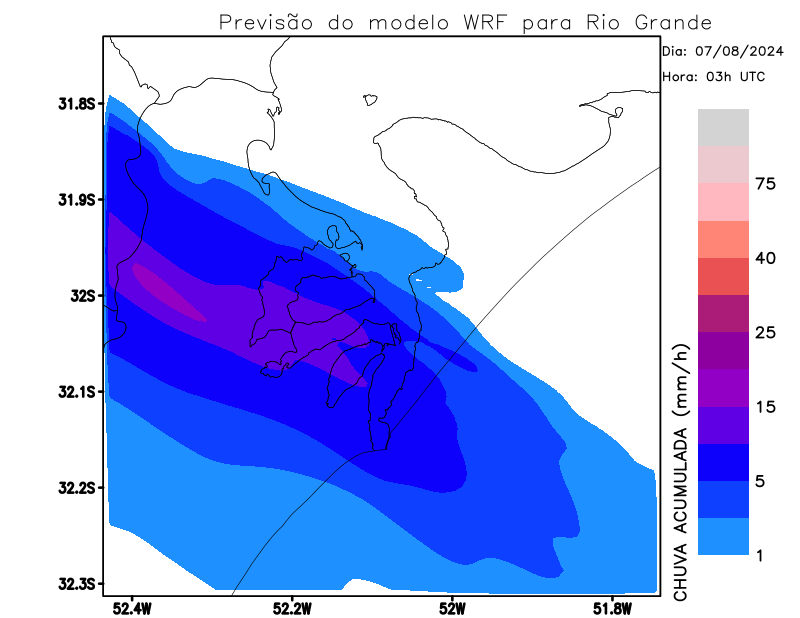 Previsão do modelo WRF para Rio Grande
Dia: 07/08/2024
Hora: 03h UTC
31.8S
31.9S
32S
32.1S
32.2S
32.3S
52.4W
52.2W
52W
51.8W
75
40
25
15
5
1
CHUVA ACUMULADA (mm/h)